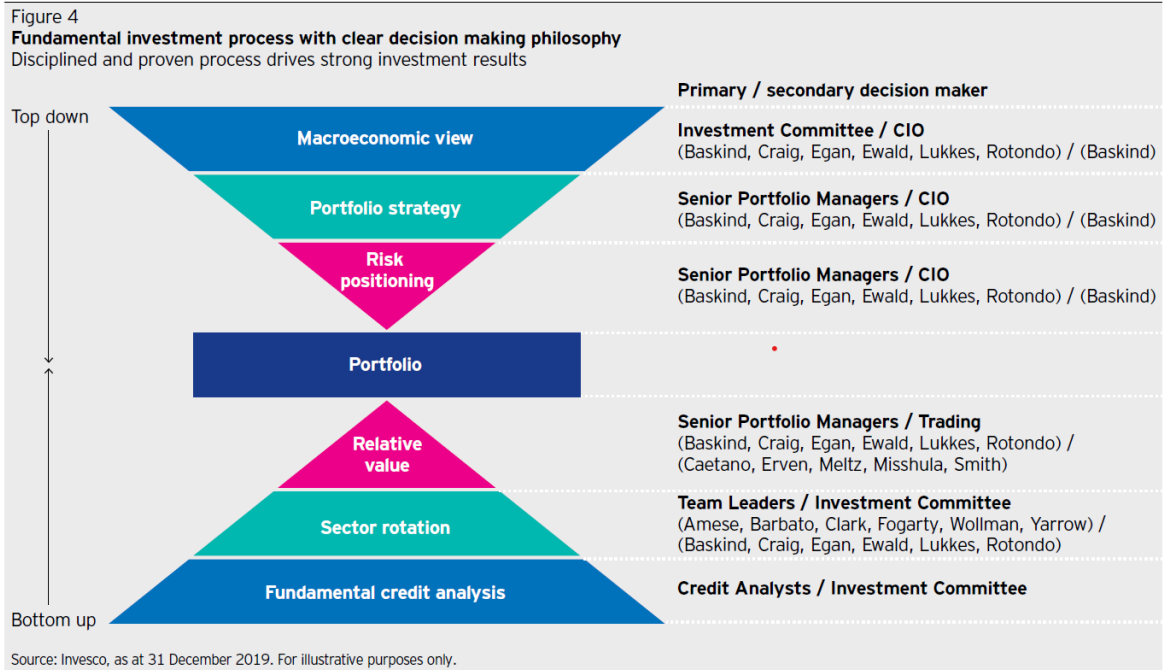 Figure 4
Fundamental investment process with clear decision making philosophy
Disciplined and proven process drives strong investment results
Primary / secondary decision maker
Top down
Macroeconomic view
Investment Committee / CIO
(Baskind, Craig, Egan, Ewald, Lukkes, Rotondo) / (Baskind)
Portfolio strategy
Senior Portfolio Managers / CIO
(Baskind, Craig, Egan, Ewald, Lukkes, Rotondo) / (Baskind)
Risk
positioning
Senior Portfolio Managers / CIO
(Baskind, Craig, Egan, Ewald, Lukkes, Rotondo) / (Baskind)
Portfolio
Relative
value
Senior Portfolio Managers / Trading
(Baskind, Craig, Egan, Ewald, Lukkes, Rotondo) /
(Caetano, Erven, Meltz, Misshula, Smith)
Sector rotation
Team Leaders / Investment Committee
(Amese, Barbato, Clark, Fogarty, Wollman, Yarrow) /
(Baskind, Craig, Egan, Ewald, Lukkes, Rotondo)
Fundamental credit analysis
Credit Analysts / Investment Committee
Bottom up
Source: Invesco, as at 31 December 2019. For illustrative purposes only.